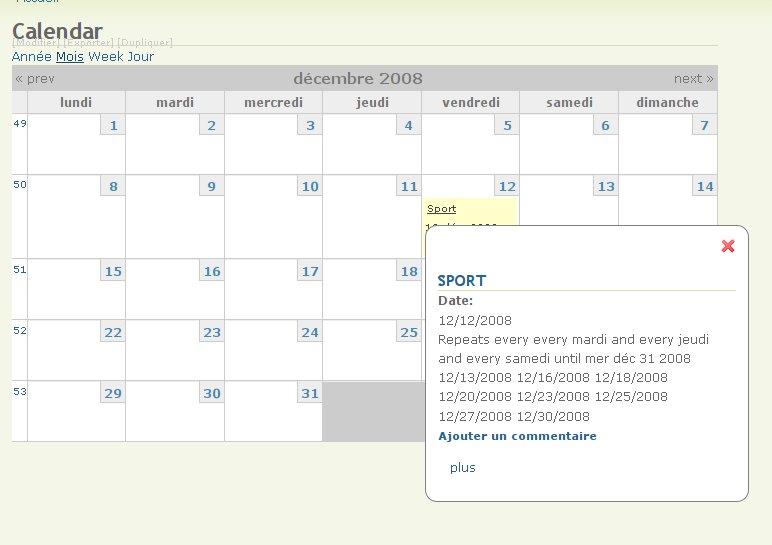 Calendar
[Modifier] [Exporter] [Dupliquer]
Année Mois Week Jour
« prev décembre 2008 next »
lundi mardi mercredi jeudi vendredi samedi dimanche
49 1 2 3 4 5 6 7
50 8 9 10 11 12 13 14
Sport
51 15 16 17 18
52 22 23 24 25
53 29 30 31
SPORT
Date:
12/12/2008
Repeats every every mardi and every jeudi
and every samedi until mer déc 31 2008
12/13/2008 12/16/2008 12/18/2008
12/20/2008 12/23/2008 12/25/2008
12/27/2008 12/30/2008
Ajouter un commentaire
plus